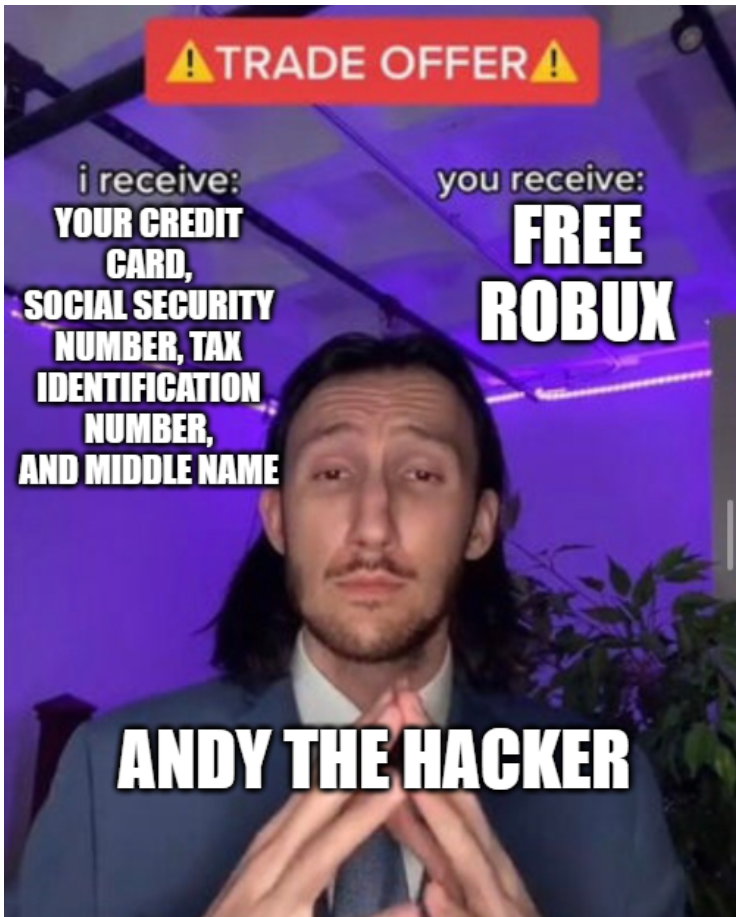 ⚠️TRADE OFFER⚠️
i receive:
YOUR CREDIT
CARD,
SOCIAL SECURITY
NUMBER, TAX
IDENTIFICATION
NUMBER,
AND MIDDLE NAME
you receive:
FREE
ROBUX
ANDY THE HACKER